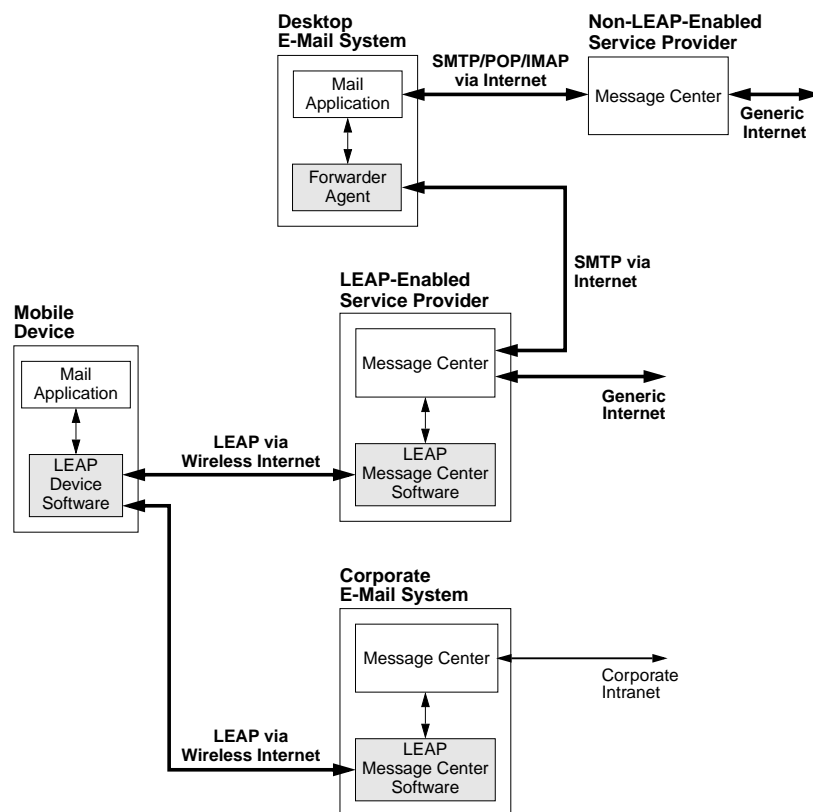 Desktop
E-Mail System
Non-LEAP-Enabled
Service Provider
SMTP/POP/IMAP
via Internet
Mail
Application
Message Center
Generic
Internet
Forwarder
Agent
SMTP via
Internet
LEAP-Enabled
Service Provider
Mobile
Device
Message Center
Mail
Application
Generic
Internet
LEAP via
Wireless Internet
LEAP
Device
Software
LEAP
Message Center
Software
Corporate
E-Mail System
Message Center
Corporate
Intranet
LEAP via
Wireless Internet
LEAP
Message Center
Software